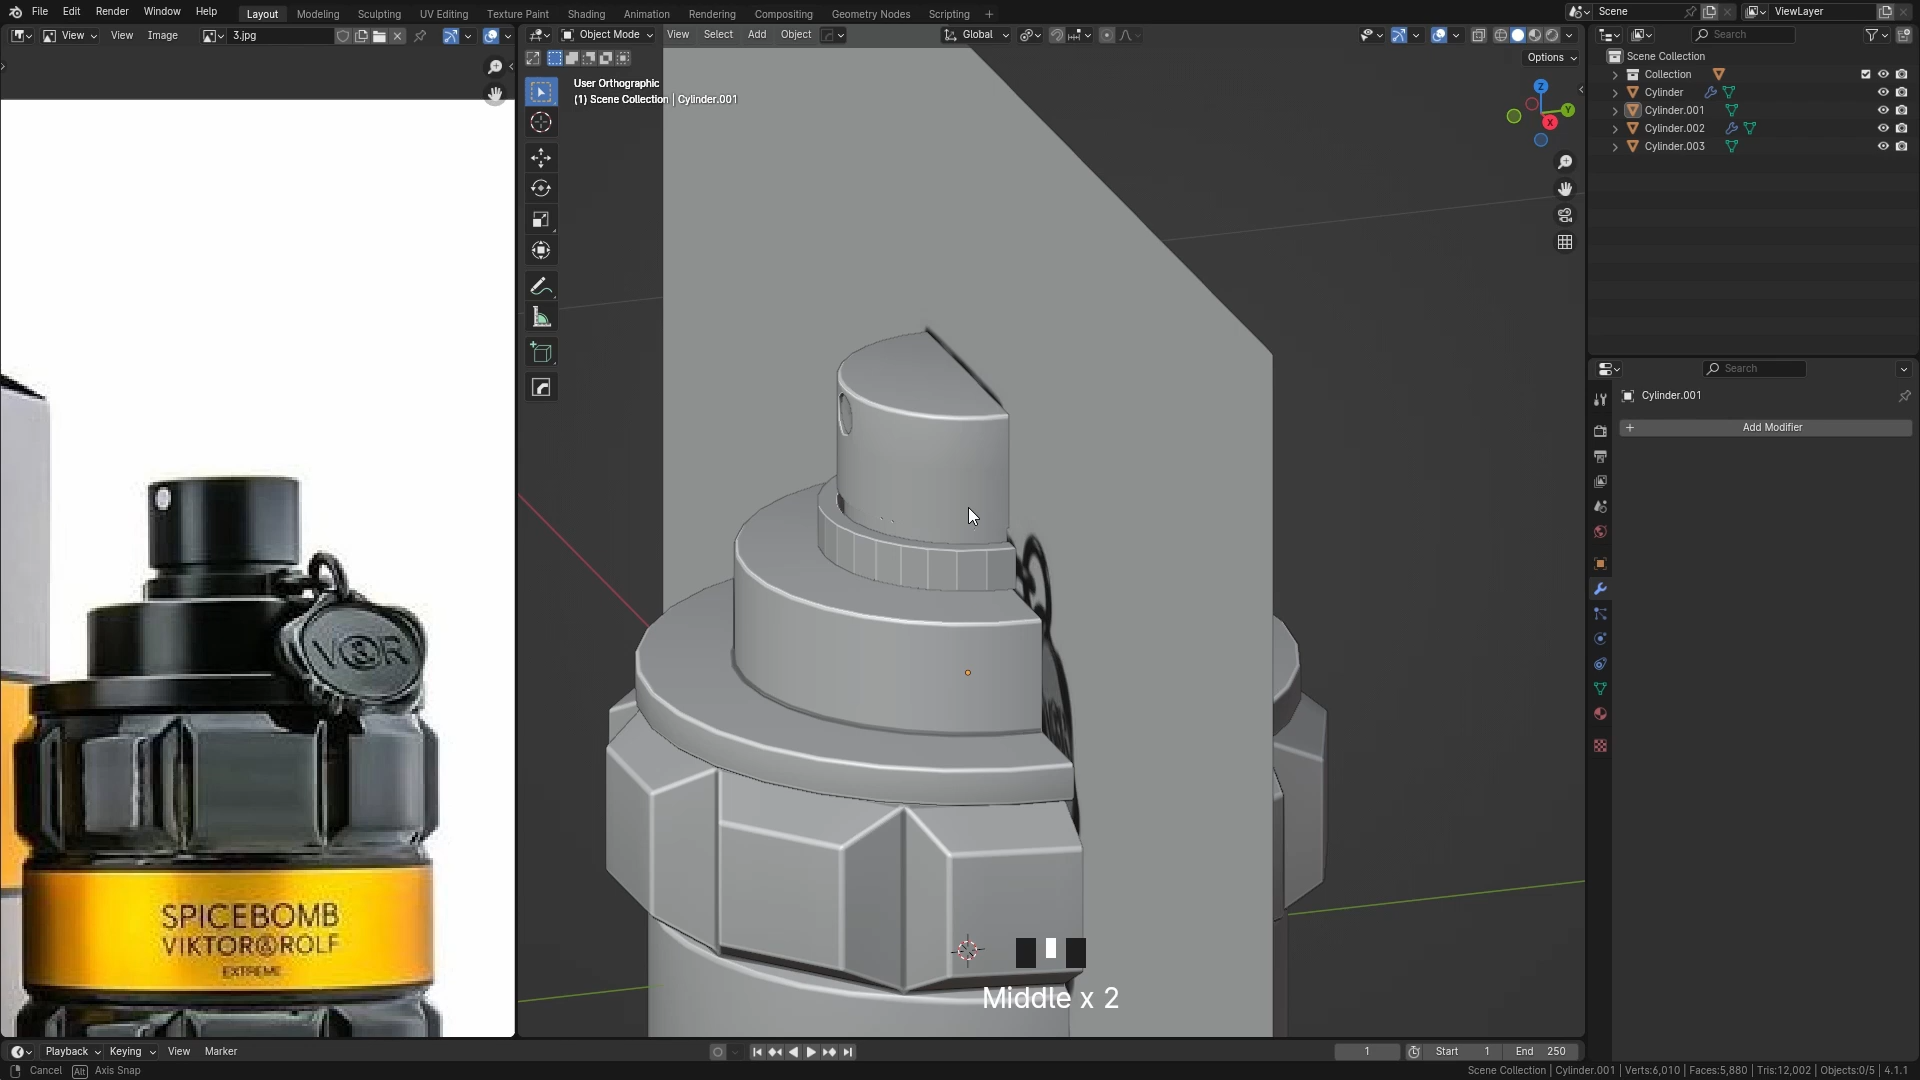 File Edit Render Window Help Layout Modeling Sculpting UV Editing Texture Paint Shading Animation Rendering Compositing Geometry Nodes Scripting + Scene ViewLayer
View View Image 3.jpg Object Mode View Select Add Object Global Search
Options
User Orthographic
(1) Scene Collection | Cylinder.001
Z
Y
X
Scene Collection
Collection
Cylinder
Cylinder.001
Cylinder.002
Cylinder.003
Search
Cylinder.001
+ Add Modifier
VOR
SPICEBOMB
VIKTOR&ROLF
EXTREME
Middle x 2
Playback Keying View Marker 1 Start 1 End 250
Cancel Alt Axis Snap Scene Collection | Cylinder.001 | Verts:6,010 | Faces:5,880 | Tris:12,002 | Objects:0/5 | 4.1.1